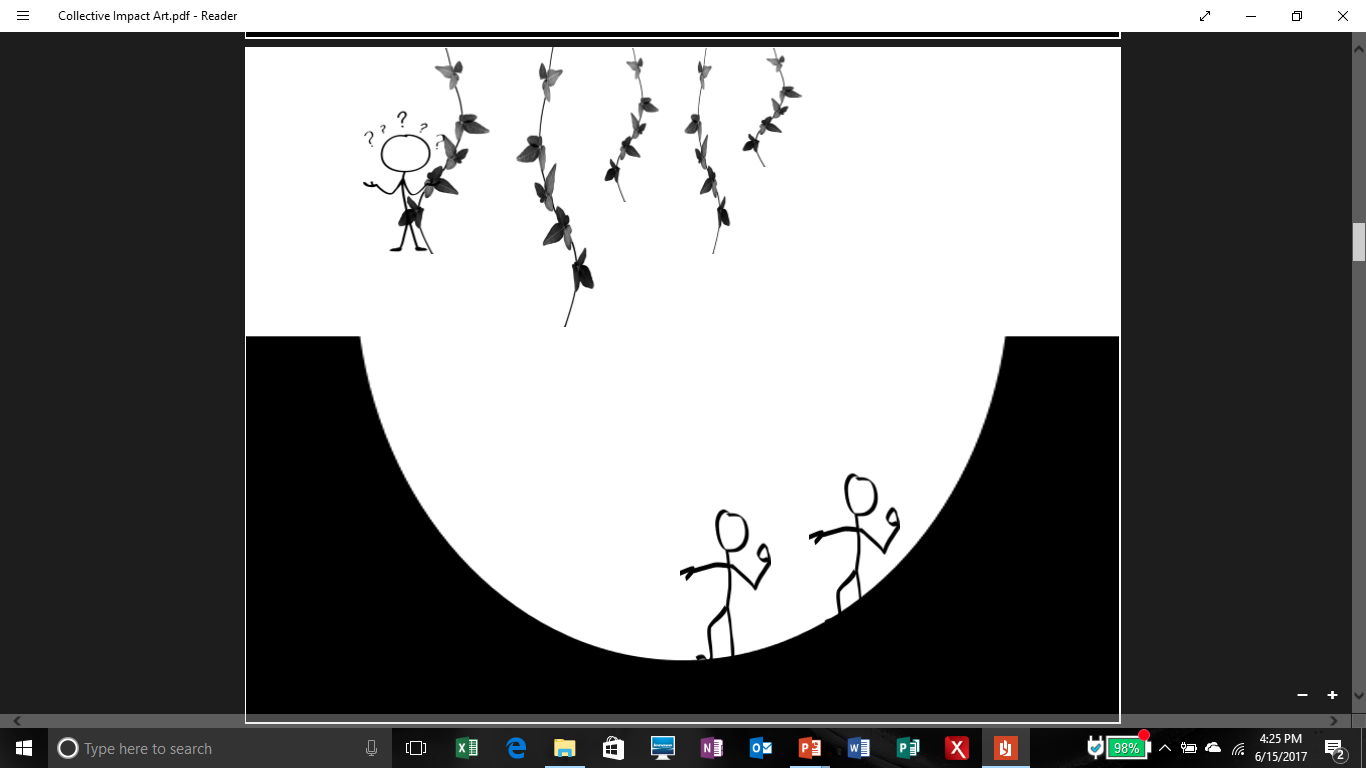 Collective Impact Art.pdf - Reader
? ? ? ? ?
Type here to search
98%
4:25 PM
6/15/2017
2